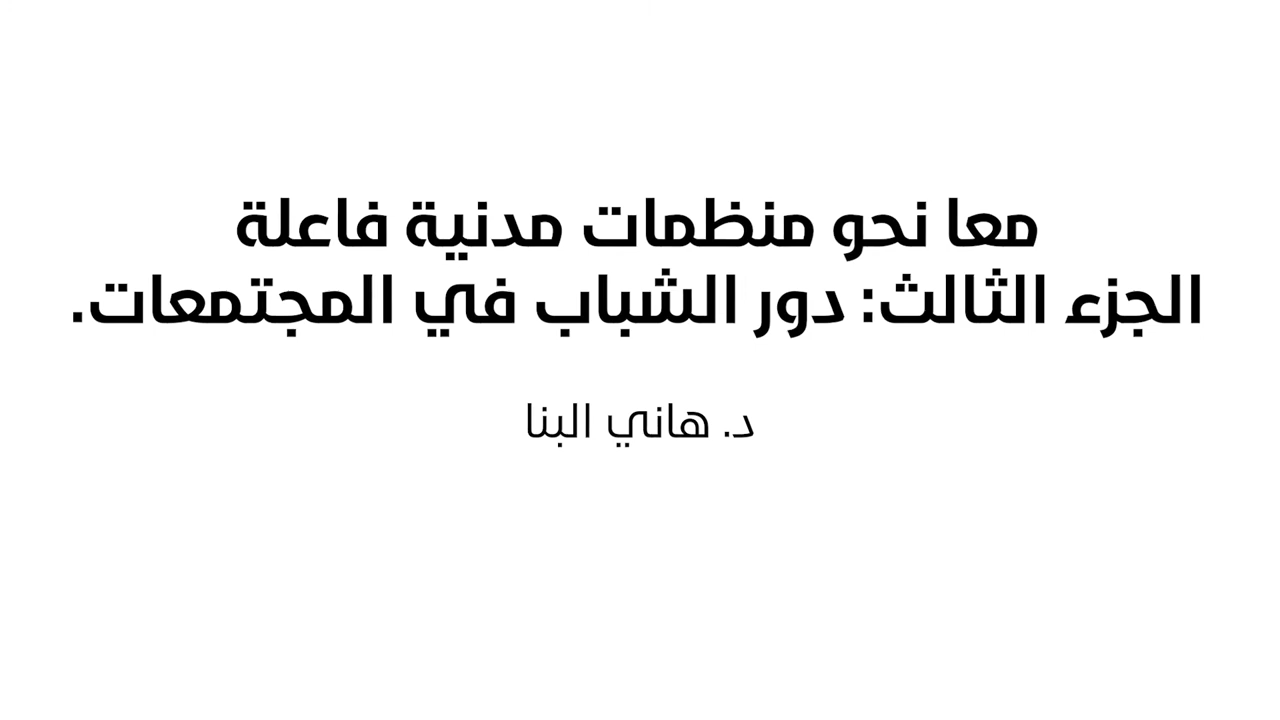 معا نحو منظمات مدنية فاعلة
الجزء الثالث: دور الشباب في المجتمعات.
د. هاني البنا